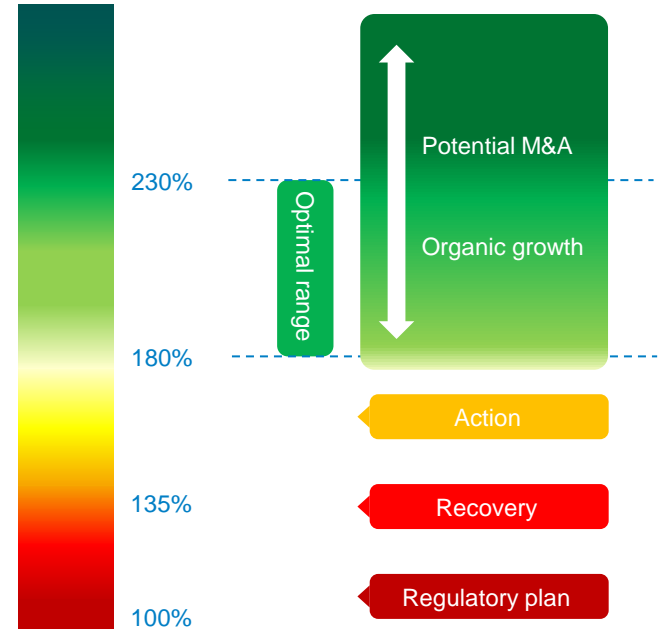 Potential M&A
230%
Optimal range
Organic growth
180%
Action
135%
Recovery
Regulatory plan
100%